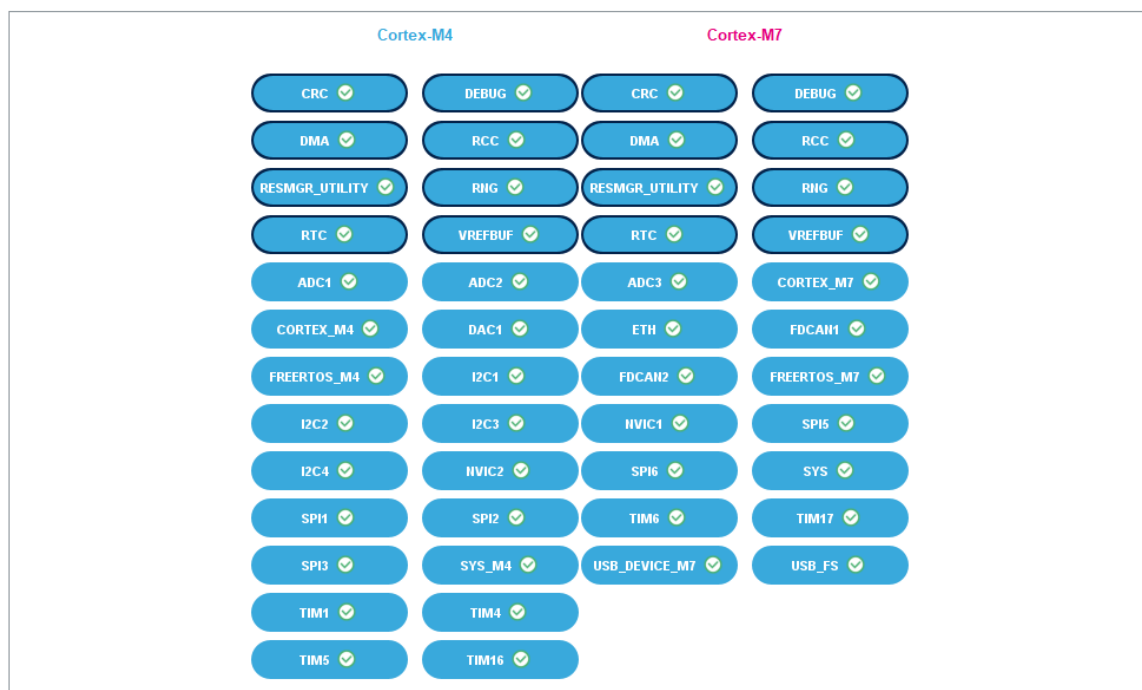 Cortex-M4 Cortex-M7
CRC DEBUG CRC DEBUG
DMA RCC DMA RCC
RESMGR_UTILITY RNG RESMGR_UTILITY RNG
RTC VREFBUF RTC VREFBUF
ADC1 ADC2 ADC3 CORTEX_M7
CORTEX_M4 DAC1 ETH FDCAN1
FREERTOS_M4 I2C1 FDCAN2 FREERTOS_M7
I2C2 I2C3 NVIC1 SPI5
I2C4 NVIC2 SPI6 SYS
SPI1 SPI2 TIM6 TIM17
SPI3 SYS_M4 USB_DEVICE_M7 USB_FS
TIM1 TIM4
TIM5 TIM16